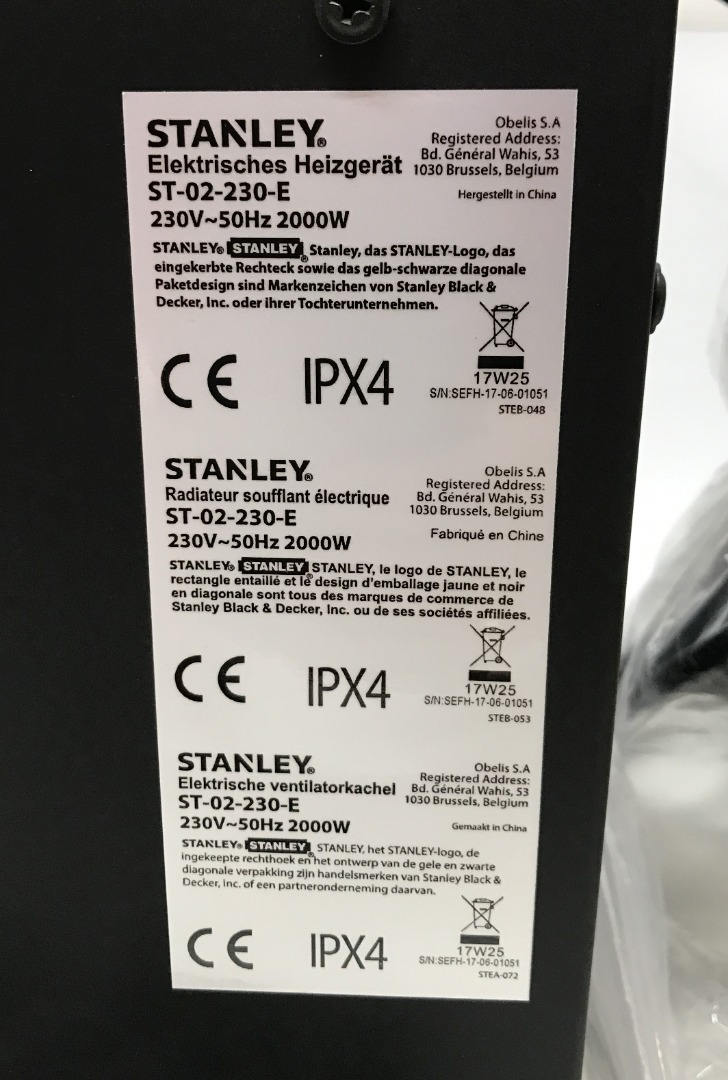 STANLEY®
Elektrisches Heizgerät
ST-02-230-E
230V~50Hz 2000W
Obelis S.A
Registered Address:
Bd. Général Wahis, 53
1030 Brussels, Belgium
Hergestellt in China
STANLEY® STANLEY® Stanley, das STANLEY-Logo, das
eingekerbte Rechteck sowie das gelb-schwarze diagonale
Paketdesign sind Markenzeichen von Stanley Black &
Decker, Inc. oder ihrer Tochterunternehmen.
CE IPX4
17W25
S/N:SEFH-17-06-01051
STEB-048
STANLEY®
Radiateur soufflant électrique
ST-02-230-E
230V~50Hz 2000W
Obelis S.A
Registered Address:
Bd. Général Wahis, 53
1030 Brussels, Belgium
Fabriqué en Chine
STANLEY® STANLEY® STANLEY, le logo de STANLEY, le
rectangle entaillé et le design d'emballage jaune et noir
en diagonale sont tous des marques de commerce de
Stanley Black & Decker, Inc. ou de ses sociétés affiliées.
CE IPX4
17W25
S/N:SEFH-17-06-01051
STEB-053
STANLEY®
Elektrische ventilatorkachel
ST-02-230-E
230V~50Hz 2000W
Obelis S.A
Registered Address:
Bd. Général Wahis, 53
1030 Brussels, Belgium
Gemaakt in China
STANLEY® STANLEY® STANLEY, het STANLEY-logo, de
ingekeepte rechthoek en het ontwerp van de gele en zwarte
diagonale verpakking zijn handelsmerken van Stanley Black &
Decker, Inc. of een partneronderneming daarvan.
CE IPX4
17W25
S/N:SEFH-17-06-01051
STEA-072